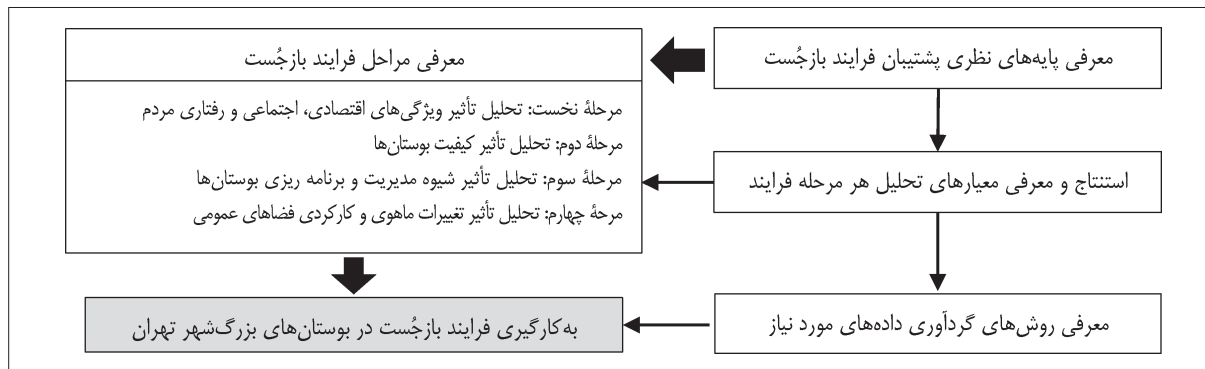 معرفی پایه‌های نظری پشتیبان فرایند بازجُست
معرفی مراحل فرایند بازجُست
مرحلهٔ نخست: تحلیل تأثیر ویژگی‌های اقتصادی، اجتماعی و رفتاری مردم
مرحلهٔ دوم: تحلیل تأثیر کیفیت بوستان‌ها
مرحلهٔ سوم: تحلیل تأثیر شیوه مدیریت و برنامه ریزی بوستان‌ها
مرحهٔ چهارم: تحلیل تأثیر تغییرات ماهوی و کارکردی فضاهای عمومی
استنتاج و معرفی معیارهای تحلیل هر مرحله فرایند
معرفی روش‌های گردآوری داده‌های مورد نیاز
به‌کارگیری فرایند بازجُست در بوستان‌های بزرگ‌شهر تهران